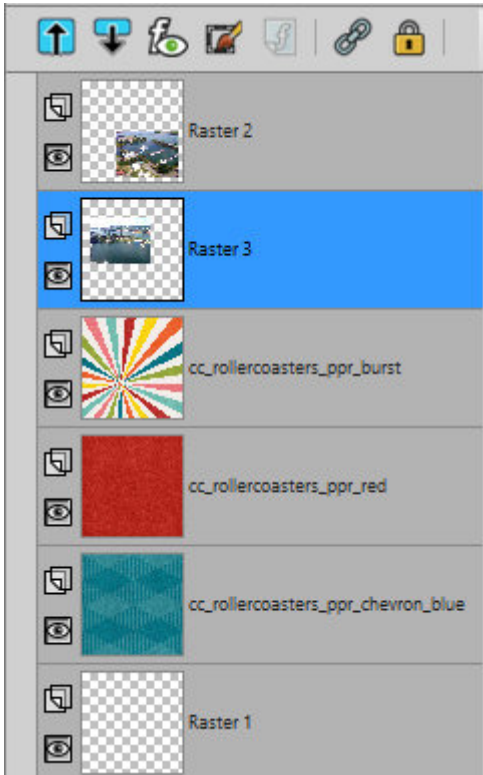 Raster 2
Raster 3
cc_rollercoasters_ppr_burst
cc_rollercoasters_ppr_red
cc_rollercoasters_ppr_chevron_blue
Raster 1